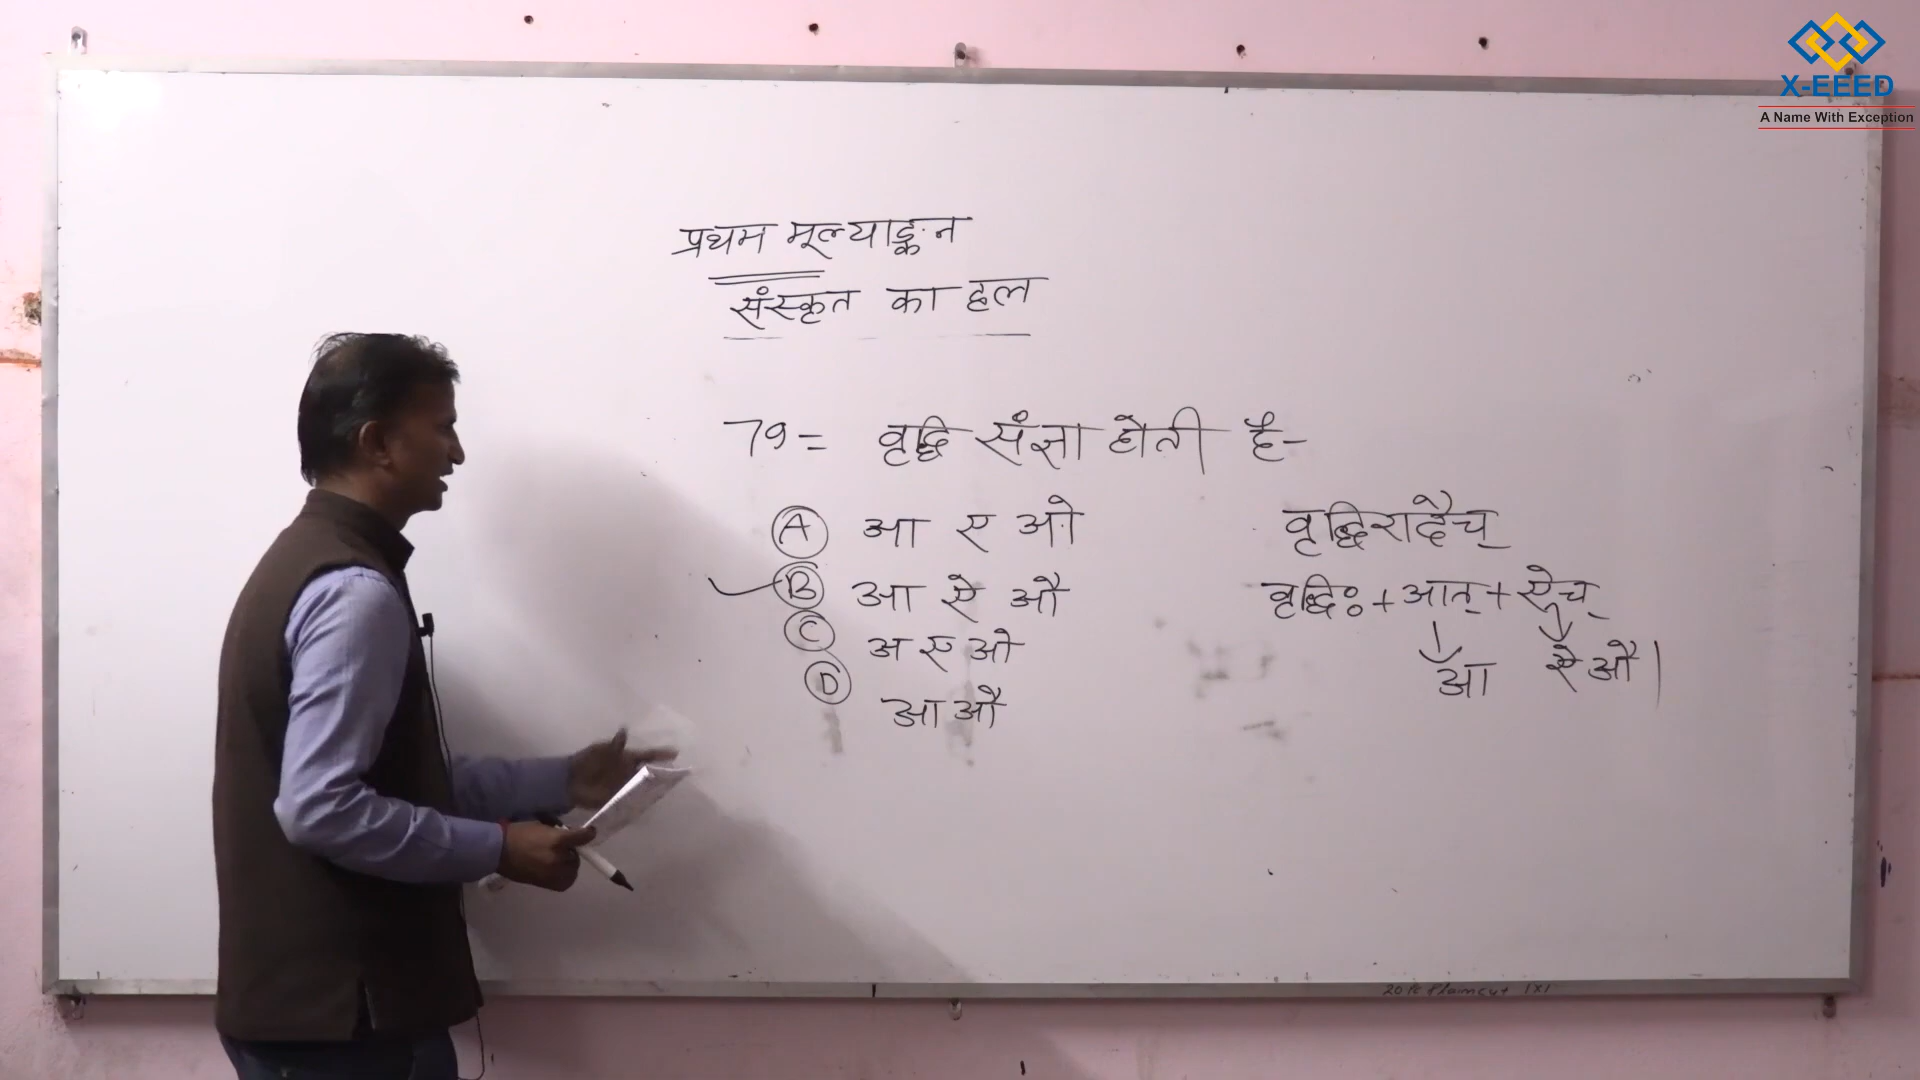 X-EEED
A Name With Exception
प्रथम मूल्याङ्कन
संस्कृत का हल
79= वृद्धि संज्ञा होती है-
A आ ए ओ
B आ ऐ औ
C अ ए ओ
D आ औ
वृद्धिरादैच्
वृद्धिः + आत् + ऐच्
आ ऐ औ।